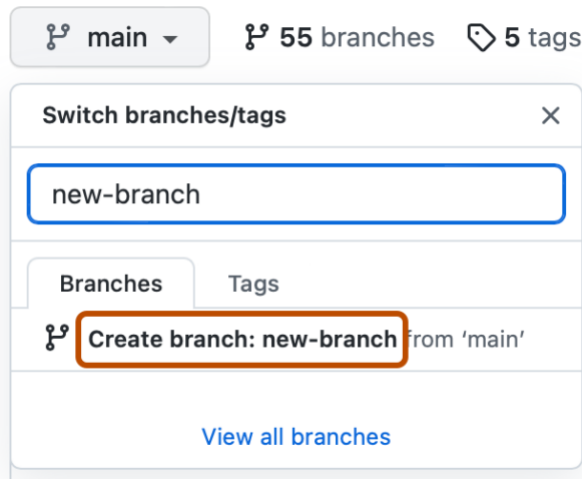 main 55 branches 5 tags
Switch branches/tags
new-branch
Branches Tags
Create branch: new-branch from ‘main’
View all branches